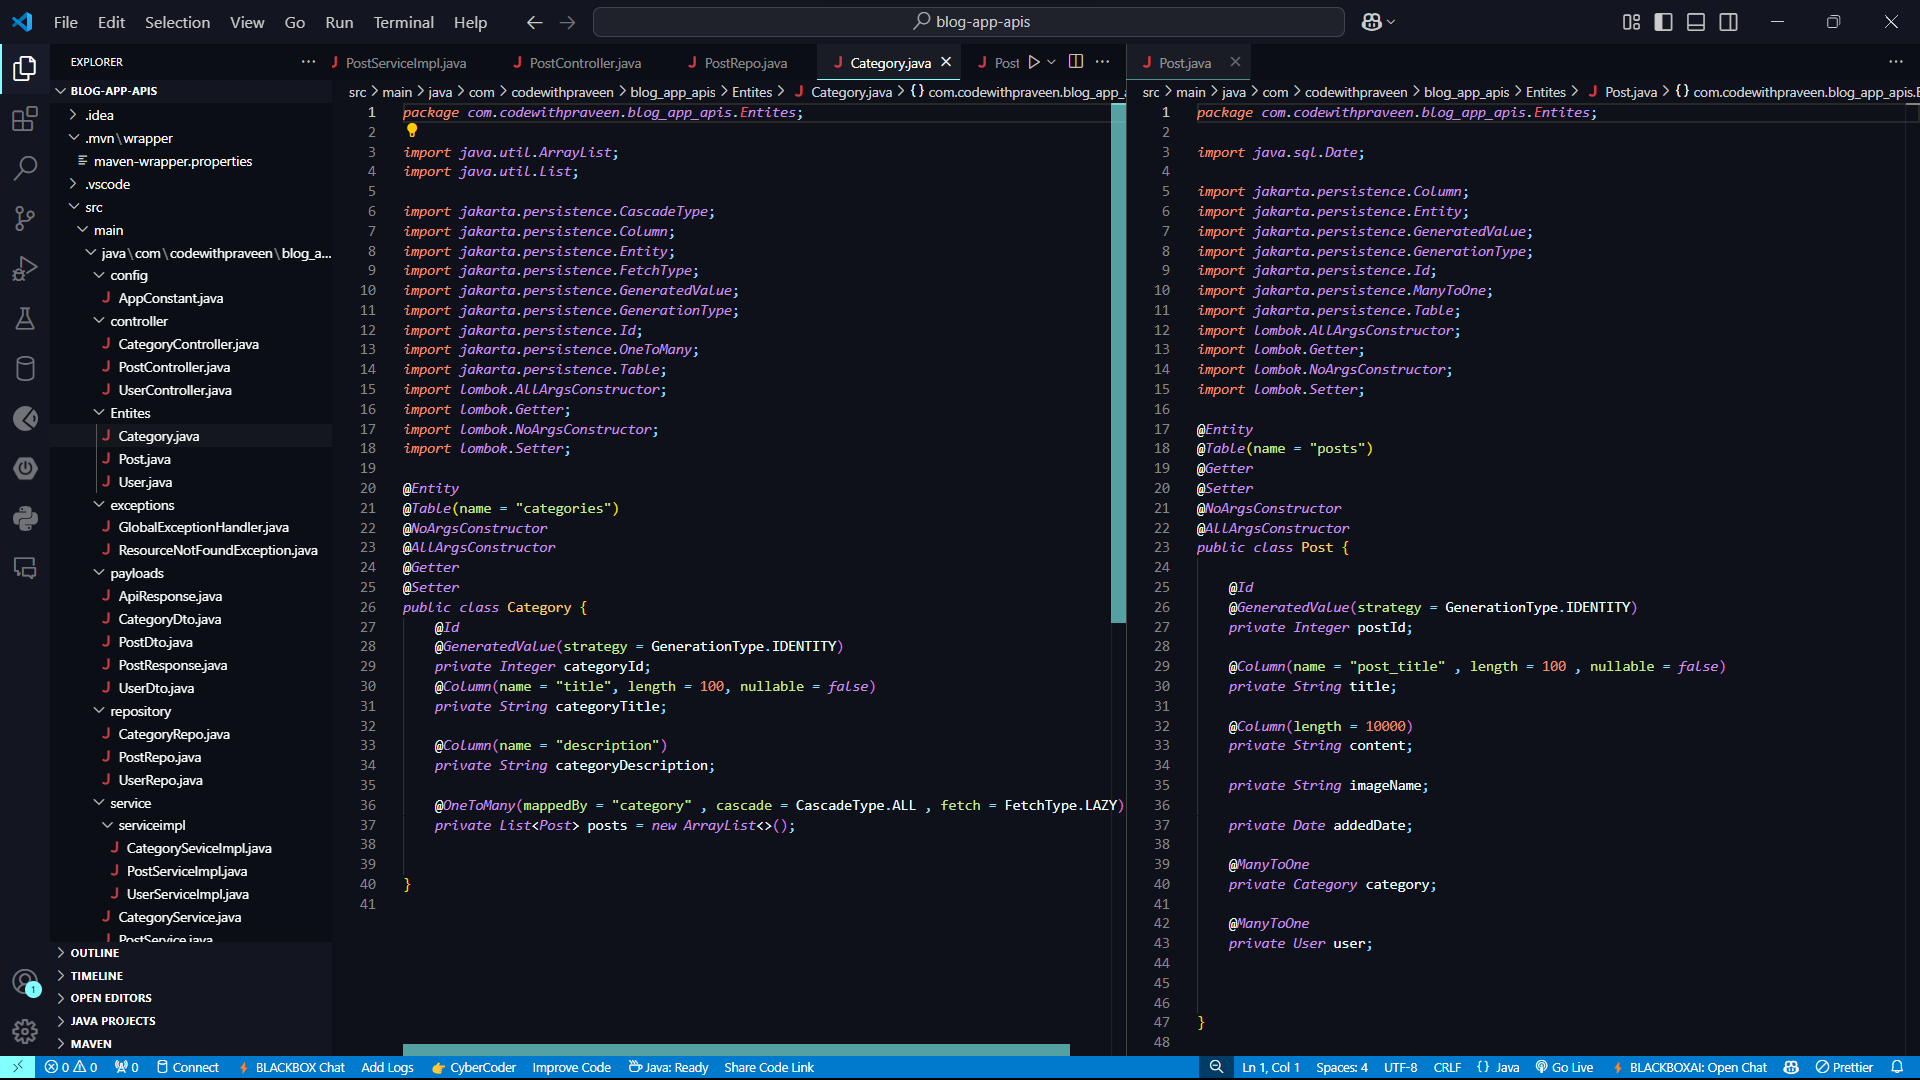 File Edit Selection View Go Run Terminal Help
blog-app-apis
EXPLORER
BLOG-APP-APIS
.idea
.mvn\wrapper
maven-wrapper.properties
.vscode
src
main
java\com\codewithpraveen\blog_a...
config
AppConstant.java
controller
CategoryController.java
PostController.java
UserController.java
Entites
Category.java
Post.java
User.java
exceptions
GlobalExceptionHandler.java
ResourceNotFoundException.java
payloads
ApiResponse.java
CategoryDto.java
PostDto.java
PostResponse.java
UserDto.java
repository
CategoryRepo.java
PostRepo.java
UserRepo.java
service
serviceimpl
CategorySeviceImpl.java
PostServiceImpl.java
UserServiceImpl.java
CategoryService.java
PostService.java
OUTLINE
TIMELINE
OPEN EDITORS
JAVA PROJECTS
MAVEN
1
PostServiceImpl.java PostController.java PostRepo.java Category.java Post
src > main > java > com > codewithpraveen > blog_app_apis > Entites > Category.java > {} com.codewithpraveen.blog_app_
1 package com.codewithpraveen.blog_app_apis.Entites;
2
3 import java.util.ArrayList;
4 import java.util.List;
5
6 import jakarta.persistence.CascadeType;
7 import jakarta.persistence.Column;
8 import jakarta.persistence.Entity;
9 import jakarta.persistence.FetchType;
10 import jakarta.persistence.GeneratedValue;
11 import jakarta.persistence.GenerationType;
12 import jakarta.persistence.Id;
13 import jakarta.persistence.OneToMany;
14 import jakarta.persistence.Table;
15 import lombok.AllArgsConstructor;
16 import lombok.Getter;
17 import lombok.NoArgsConstructor;
18 import lombok.Setter;
19
20 @Entity
21 @Table(name = "categories")
22 @NoArgsConstructor
23 @AllArgsConstructor
24 @Getter
25 @Setter
26 public class Category {
27 @Id
28 @GeneratedValue(strategy = GenerationType.IDENTITY)
29 private Integer categoryId;
30 @Column(name = "title", length = 100, nullable = false)
31 private String categoryTitle;
32
33 @Column(name = "description")
34 private String categoryDescription;
35
36 @OneToMany(mappedBy = "category" , cascade = CascadeType.ALL , fetch = FetchType.LAZY)
37 private List<Post> posts = new ArrayList<>();
38
39
40 }
41
Post.java
src > main > java > com > codewithpraveen > blog_app_apis > Entites > Post.java > {} com.codewithpraveen.blog_app_apis.E
1 package com.codewithpraveen.blog_app_apis.Entites;
2
3 import java.sql.Date;
4
5 import jakarta.persistence.Column;
6 import jakarta.persistence.Entity;
7 import jakarta.persistence.GeneratedValue;
8 import jakarta.persistence.GenerationType;
9 import jakarta.persistence.Id;
10 import jakarta.persistence.ManyToOne;
11 import jakarta.persistence.Table;
12 import lombok.AllArgsConstructor;
13 import lombok.Getter;
14 import lombok.NoArgsConstructor;
15 import lombok.Setter;
16
17 @Entity
18 @Table(name = "posts")
19 @Getter
20 @Setter
21 @NoArgsConstructor
22 @AllArgsConstructor
23 public class Post {
24
25 @Id
26 @GeneratedValue(strategy = GenerationType.IDENTITY)
27 private Integer postId;
28
29 @Column(name = "post_title" , length = 100 , nullable = false)
30 private String title;
31
32 @Column(length = 10000)
33 private String content;
34
35 private String imageName;
36
37 private Date addedDate;
38
39 @ManyToOne
40 private Category category;
41
42 @ManyToOne
43 private User user;
44
45
46
47 }
48
0 0 0 Connect BLACKBOX Chat Add Logs CyberCoder Improve Code Java: Ready Share Code Link Ln 1, Col 1 Spaces: 4 UTF-8 CRLF {} Java Go Live BLACKBOXAI: Open Chat Prettier